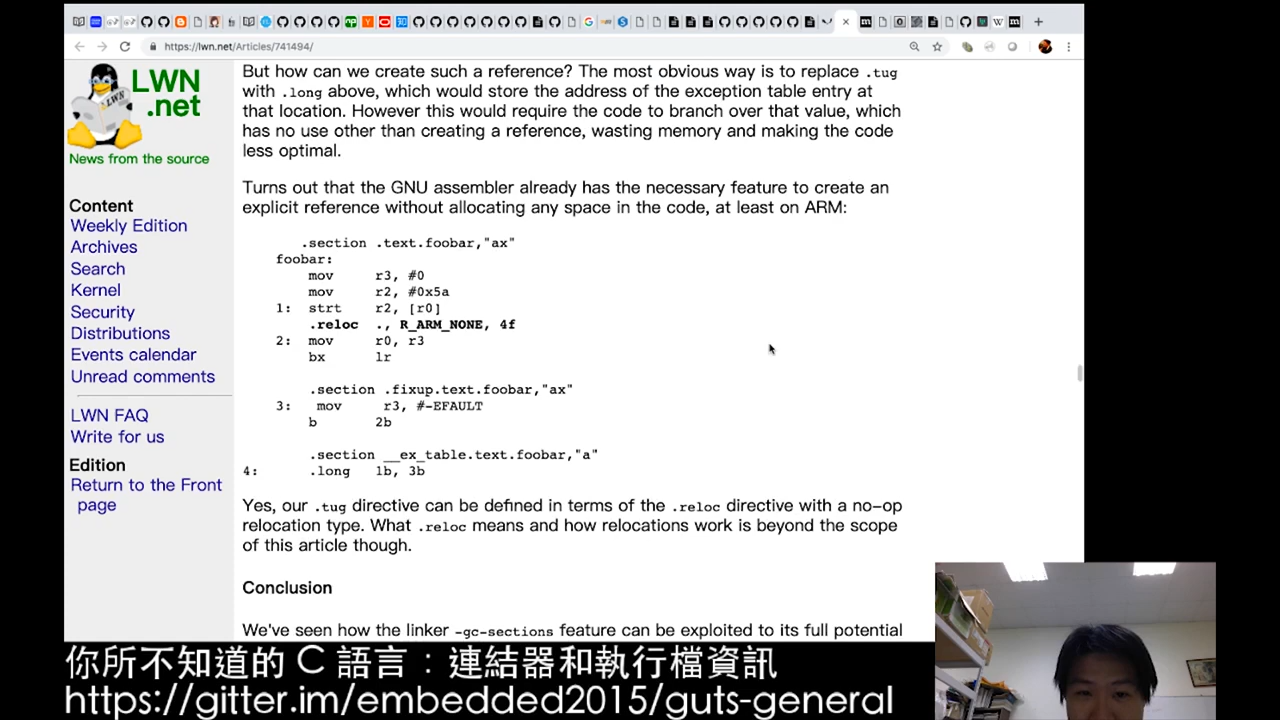 https://lwn.net/Articles/741494/
LWN
.net
News from the source
Content
Weekly Edition
Archives
Search
Kernel
Security
Distributions
Events calendar
Unread comments
LWN FAQ
Write for us
Edition
Return to the Front
page
But how can we create such a reference? The most obvious way is to replace .tug
with .long above, which would store the address of the exception table entry at
that location. However this would require the code to branch over that value, which
has no use other than creating a reference, wasting memory and making the code
less optimal.
Turns out that the GNU assembler already has the necessary feature to create an
explicit reference without allocating any space in the code, at least on ARM:
.section .text.foobar,"ax"
foobar:
mov r3, #0
mov r2, #0x5a
1: strt r2, [r0]
.reloc ., R_ARM_NONE, 4f
2: mov r0, r3
bx lr
.section .fixup.text.foobar,"ax"
3: mov r3, #-EFAULT
b 2b
.section __ex_table.text.foobar,"a"
4: .long 1b, 3b
Yes, our .tug directive can be defined in terms of the .reloc directive with a no-op
relocation type. What .reloc means and how relocations work is beyond the scope
of this article though.
Conclusion
We've seen how the linker -gc-sections feature can be exploited to its full potential
你所不知道的 C 語言：連結器和執行檔資訊
https://gitter.im/embedded2015/guts-general